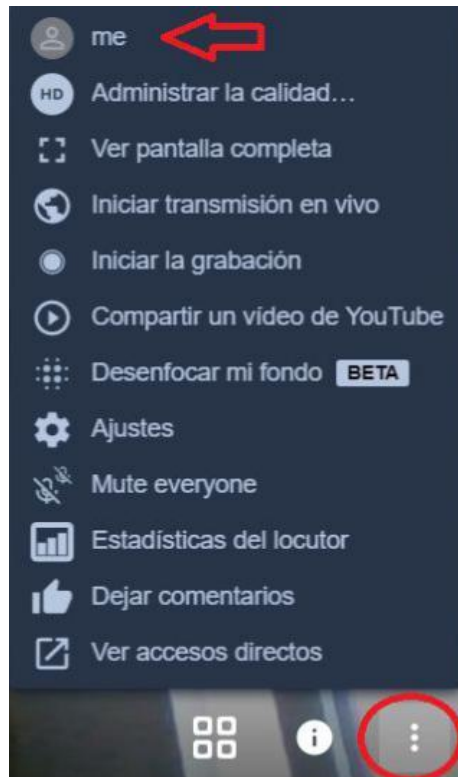 me
HD Administrar la calidad...
Ver pantalla completa
Iniciar transmisión en vivo
Iniciar la grabación
Compartir un vídeo de YouTube
Desenfocar mi fondo BETA
Ajustes
Mute everyone
Estadísticas del locutor
Dejar comentarios
Ver accesos directos
i